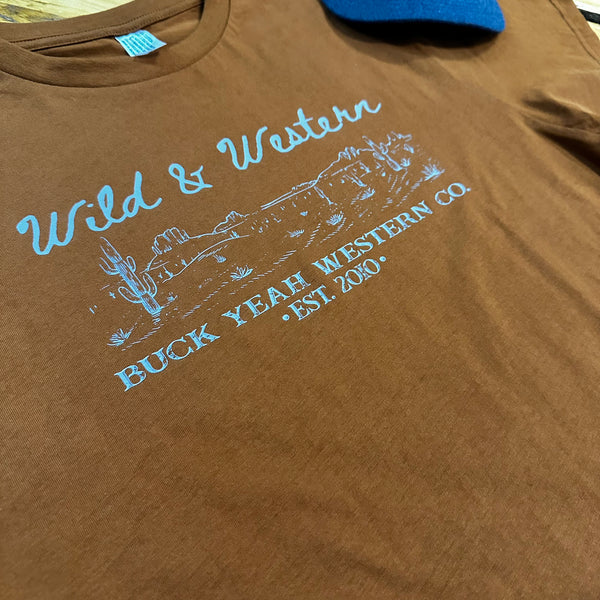 Wild & Western
BUCK YEAH WESTERN CO.
• EST. 2010 •